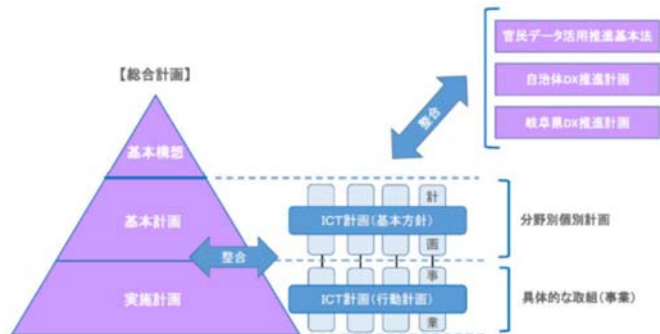 官民データ活用推進基本法
【総合計画】
自治体DX推進計画
整合
岐阜県DX推進計画
基本構想
計画
基本計画
ICT計画(基本方針)
分野別個別計画
整合
事業
実施計画
ICT計画(行動計画)
具体的な取組(事業)